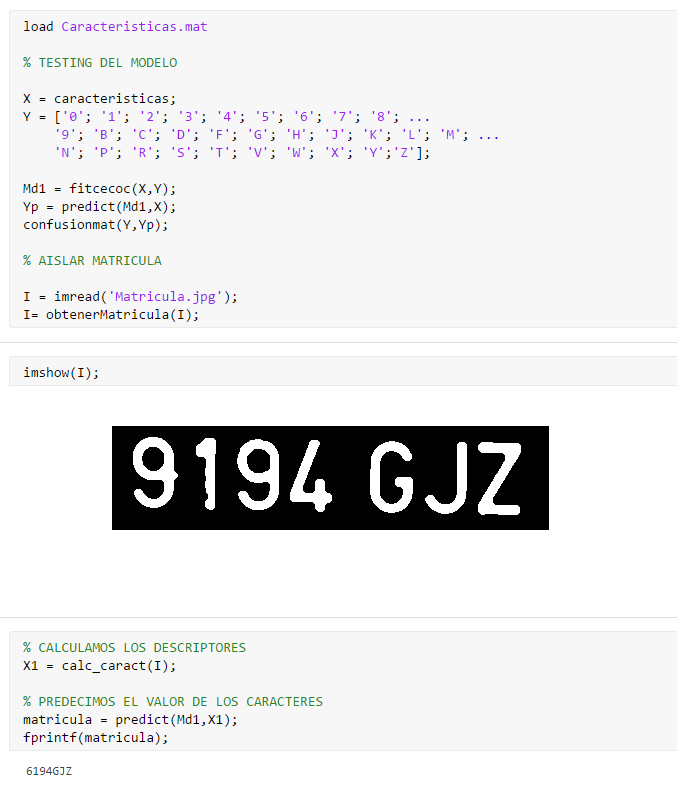 load Caracteristicas.mat
% TESTING DEL MODELO
X = caracteristicas;
Y = ['0'; '1'; '2'; '3'; '4'; '5'; '6'; '7'; '8'; ...
'9'; 'B'; 'C'; 'D'; 'F'; 'G'; 'H'; 'J'; 'K'; 'L'; 'M'; ...
'N'; 'P'; 'R'; 'S'; 'T'; 'V'; 'W'; 'X'; 'Y';'Z'];
Md1 = fitcecoc(X,Y);
Yp = predict(Md1,X);
confusionmat(Y,Yp);
% AISLAR MATRICULA
I = imread('Matricula.jpg');
I= obtenerMatricula(I);
imshow(I);
9194 GJZ
% CALCULAMOS LOS DESCRIPTORES
X1 = calc_caract(I);
% PREDECIMOS EL VALOR DE LOS CARACTERES
matricula = predict(Md1,X1);
fprintf(matricula);
6194GJZ